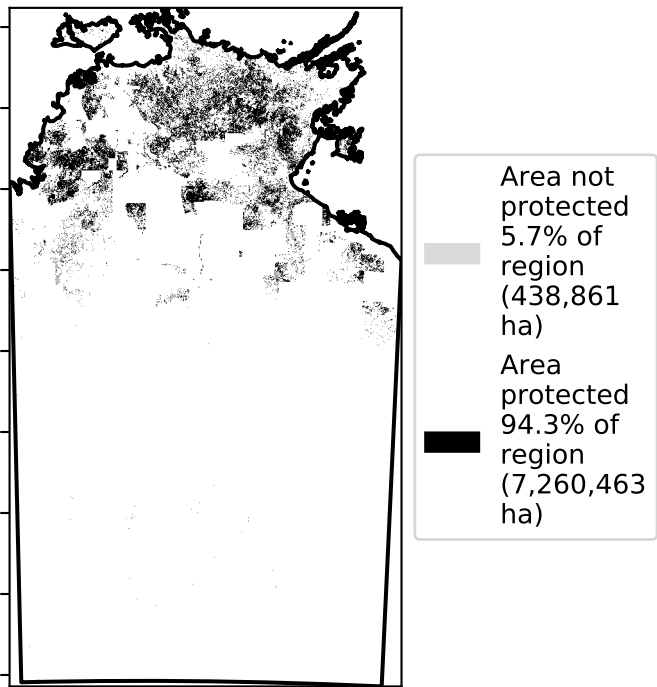 Area not
protected
5.7% of
region
(438,861
ha)
Area
protected
94.3% of
region
(7,260,463
ha)